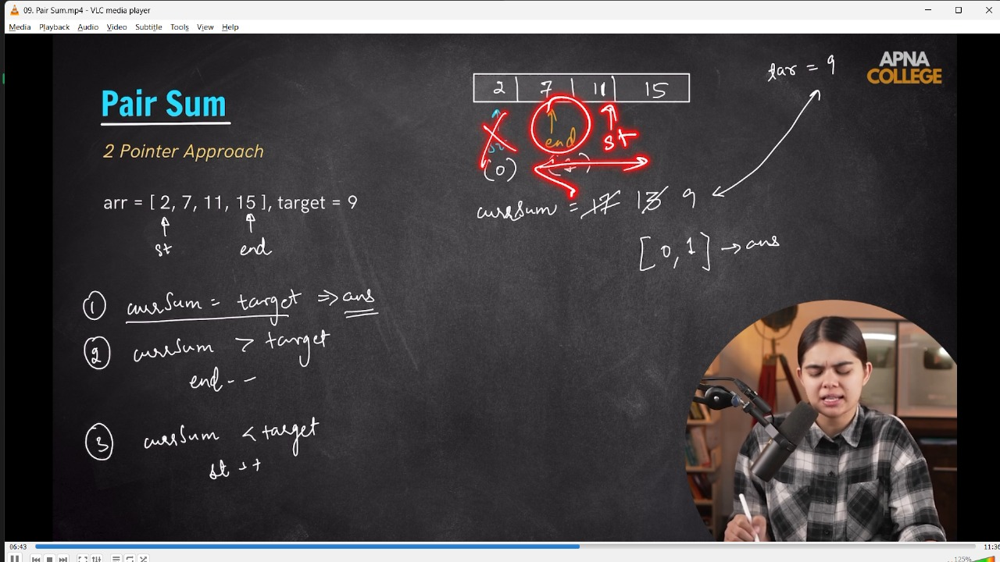 09. Pair Sum.mp4 - VLC media player
Media Playback Audio Video Subtitle Tools View Help
APNA
COLLEGE
tar = 9
2 7 11 15
Pair Sum
2 Pointer Approach
end st
(0)
arr = [ 2, 7, 11, 15 ], target = 9
currSum = 17 13 9
st end
[0, 1] → ans
① currSum = target ⇒ ans
② currSum > target
end--
③ currSum < target
st ++
06:43 11:36
125%